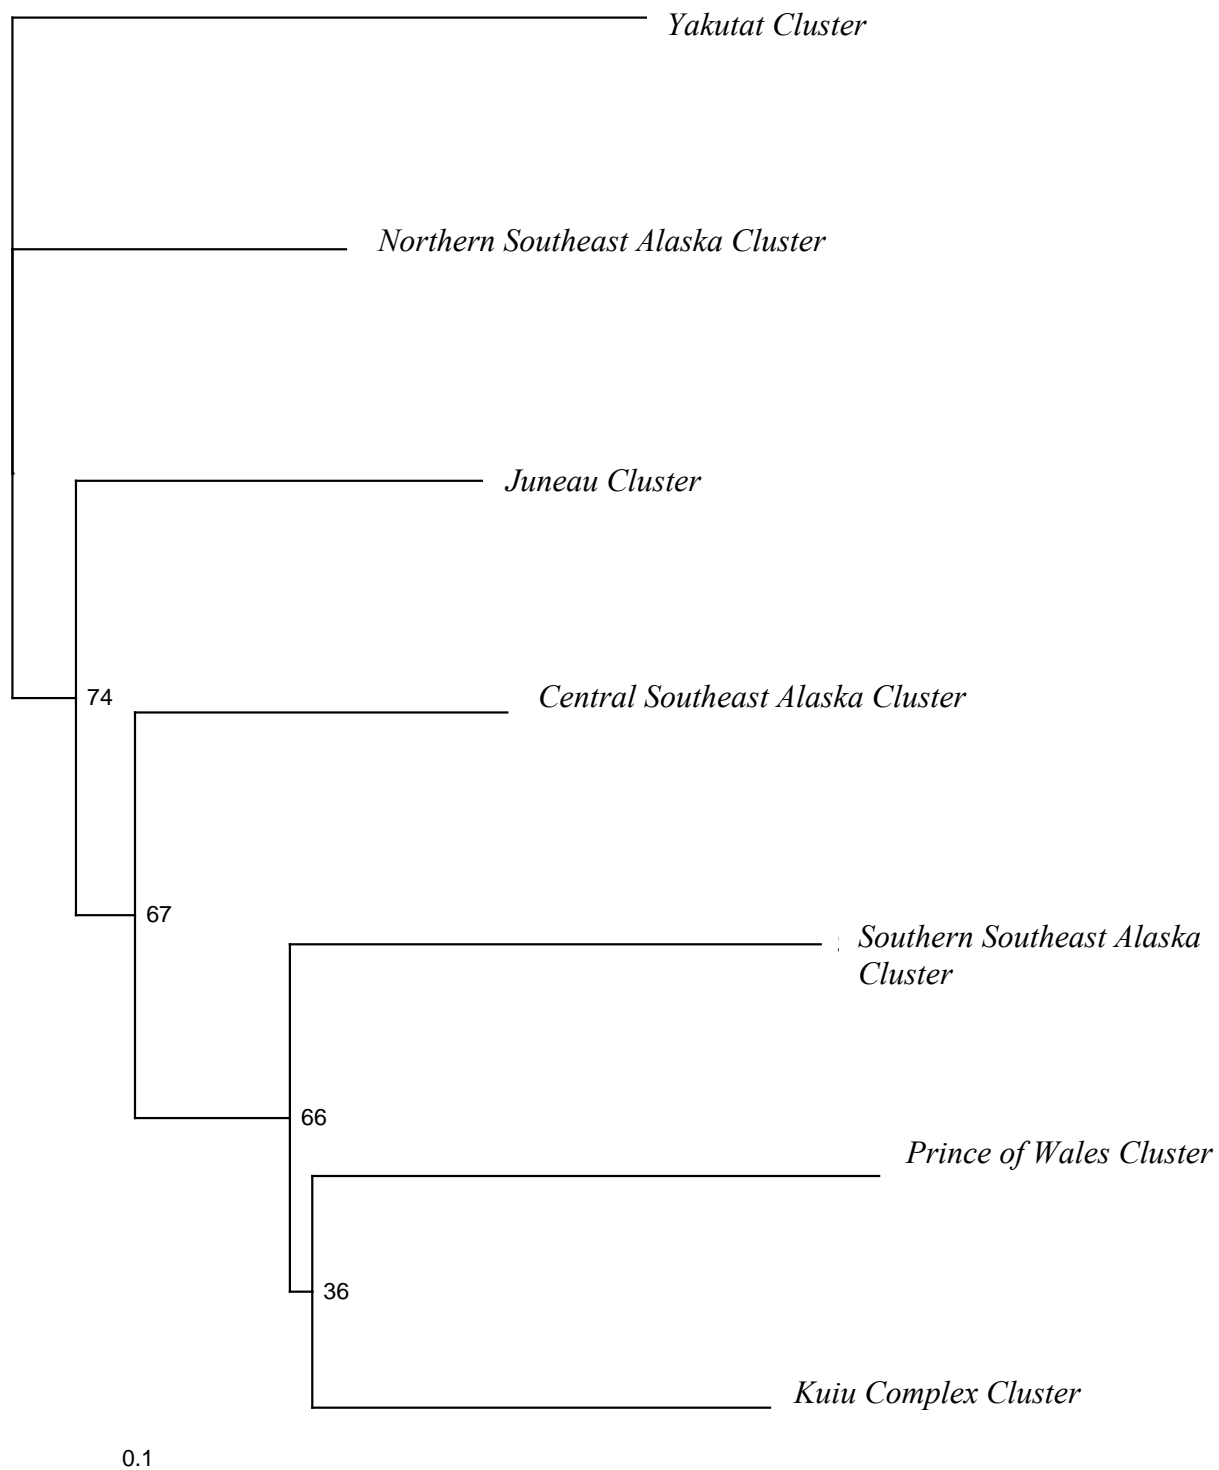 Yakutat Cluster
Northern Southeast Alaska Cluster
Juneau Cluster
74
Central Southeast Alaska Cluster
67
Southern Southeast Alaska
Cluster
66
Prince of Wales Cluster
36
Kuiu Complex Cluster
0.1